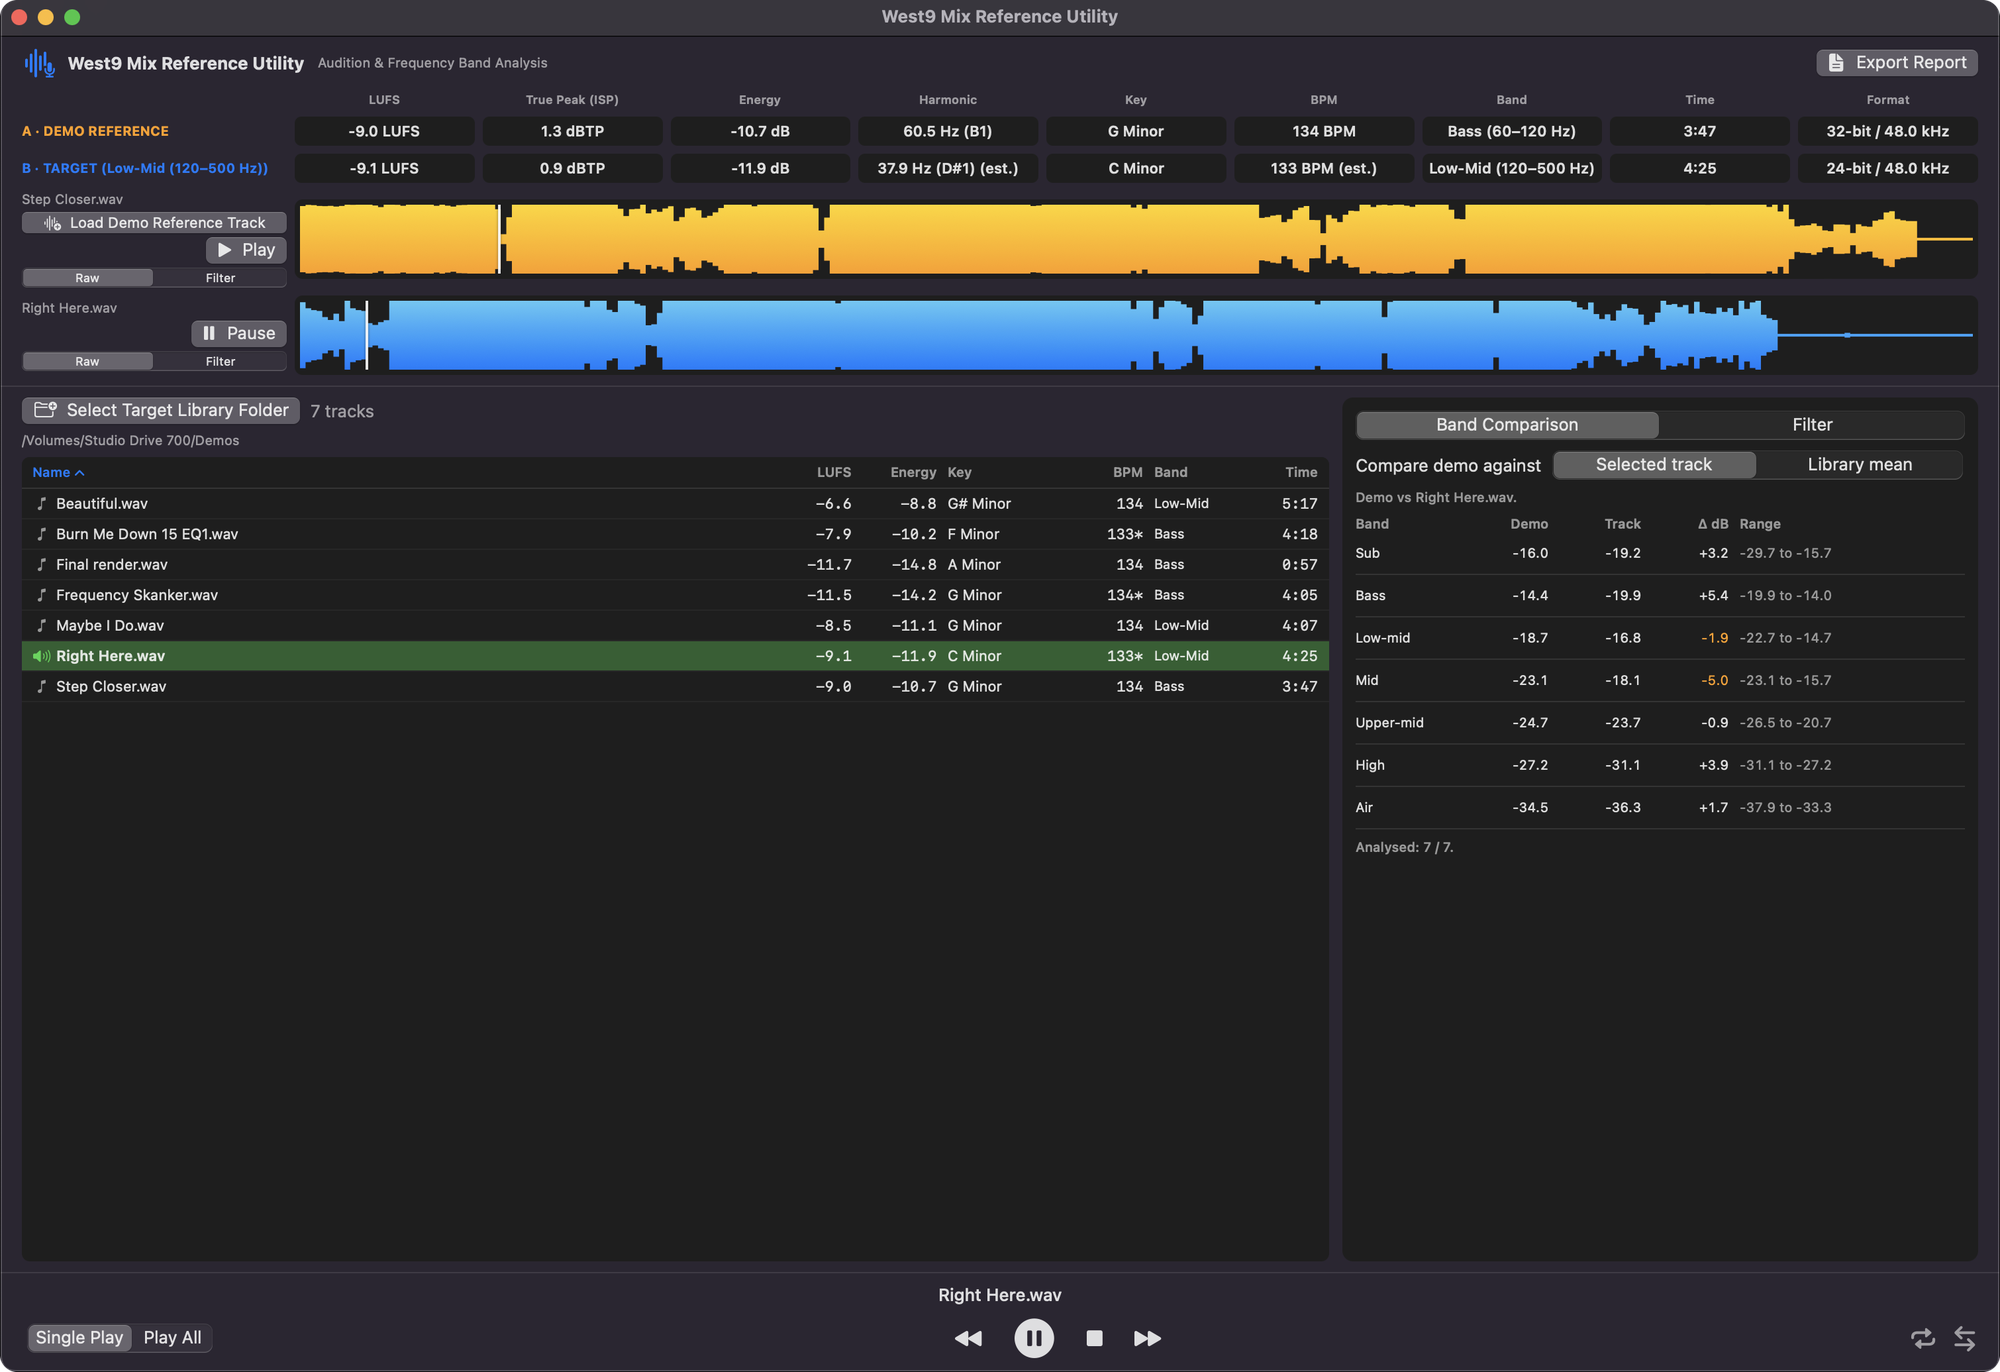 West9 Mix Reference Utility
West9 Mix Reference Utility Audition & Frequency Band Analysis Export Report
LUFS True Peak (ISP) Energy Harmonic Key BPM Band Time Format
A · DEMO REFERENCE -9.0 LUFS 1.3 dBTP -10.7 dB 60.5 Hz (B1) G Minor 134 BPM Bass (60–120 Hz) 3:47 32-bit / 48.0 kHz
B · TARGET (Low-Mid (120–500 Hz)) -9.1 LUFS 0.9 dBTP -11.9 dB 37.9 Hz (D#1) (est.) C Minor 133 BPM (est.) Low-Mid (120–500 Hz) 4:25 24-bit / 48.0 kHz
Step Closer.wav
Load Demo Reference Track
Play
Raw Filter
Right Here.wav
Pause
Raw Filter
Select Target Library Folder 7 tracks
/Volumes/Studio Drive 700/Demos
Name LUFS Energy Key BPM Band Time
Beautiful.wav −6.6 −8.8 G# Minor 134 Low-Mid 5:17
Burn Me Down 15 EQ1.wav −7.9 −10.2 F Minor 133* Bass 4:18
Final render.wav −11.7 −14.8 A Minor 134 Bass 0:57
Frequency Skanker.wav −11.5 −14.2 G Minor 134* Bass 4:05
Maybe I Do.wav −8.5 −11.1 G Minor 134 Low-Mid 4:07
Right Here.wav −9.1 −11.9 C Minor 133* Low-Mid 4:25
Step Closer.wav −9.0 −10.7 G Minor 134 Bass 3:47
Band Comparison Filter
Compare demo against Selected track Library mean
Demo vs Right Here.wav.
Band Demo Track Δ dB Range
Sub -16.0 -19.2 +3.2 -29.7 to -15.7
Bass -14.4 -19.9 +5.4 -19.9 to -14.0
Low-mid -18.7 -16.8 -1.9 -22.7 to -14.7
Mid -23.1 -18.1 -5.0 -23.1 to -15.7
Upper-mid -24.7 -23.7 -0.9 -26.5 to -20.7
High -27.2 -31.1 +3.9 -31.1 to -27.2
Air -34.5 -36.3 +1.7 -37.9 to -33.3
Analysed: 7 / 7.
Right Here.wav
Single Play Play All